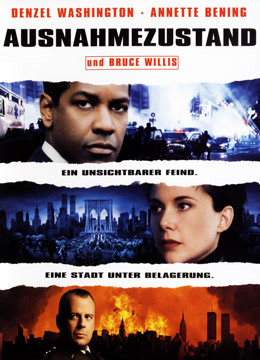 DENZEL WASHINGTON · ANNETTE BENING
AUSNAHMEZUSTAND
und BRUCE WILLIS
EIN UNSICHTBARER FEIND.
EINE STADT UNTER BELAGERUNG.